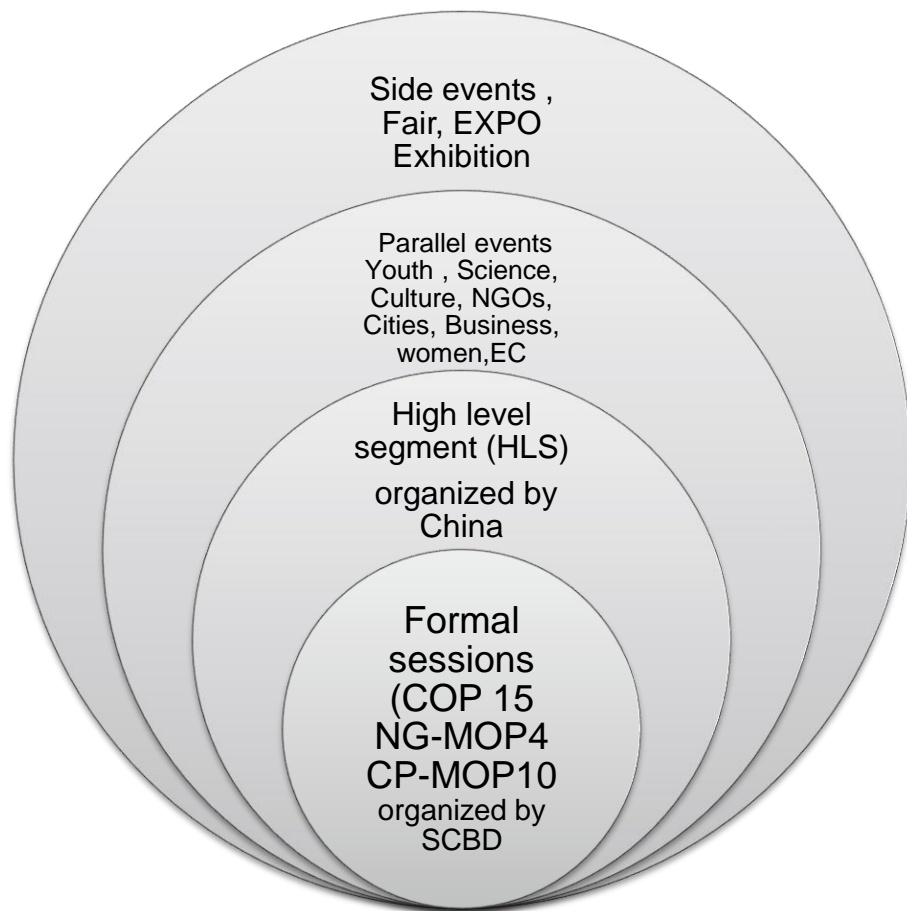 Side events ,
Fair, EXPO
Exhibition
Parallel events
Youth , Science,
Culture, NGOs,
Cities, Business,
women,EC
High level
segment (HLS)
organized by
China
Formal
sessions
(COP 15
NG-MOP4
CP-MOP10
organized by
SCBD